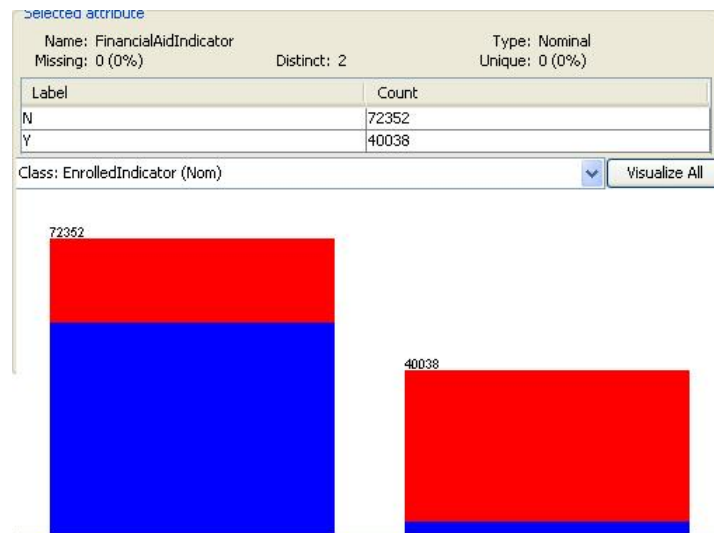 Selected attribute
Name: FinancialAidIndicator Type: Nominal
Missing: 0 (0%) Distinct: 2 Unique: 0 (0%)
Label Count
N 72352
Y 40038
Class: EnrolledIndicator (Nom) Visualize All
72352
40038